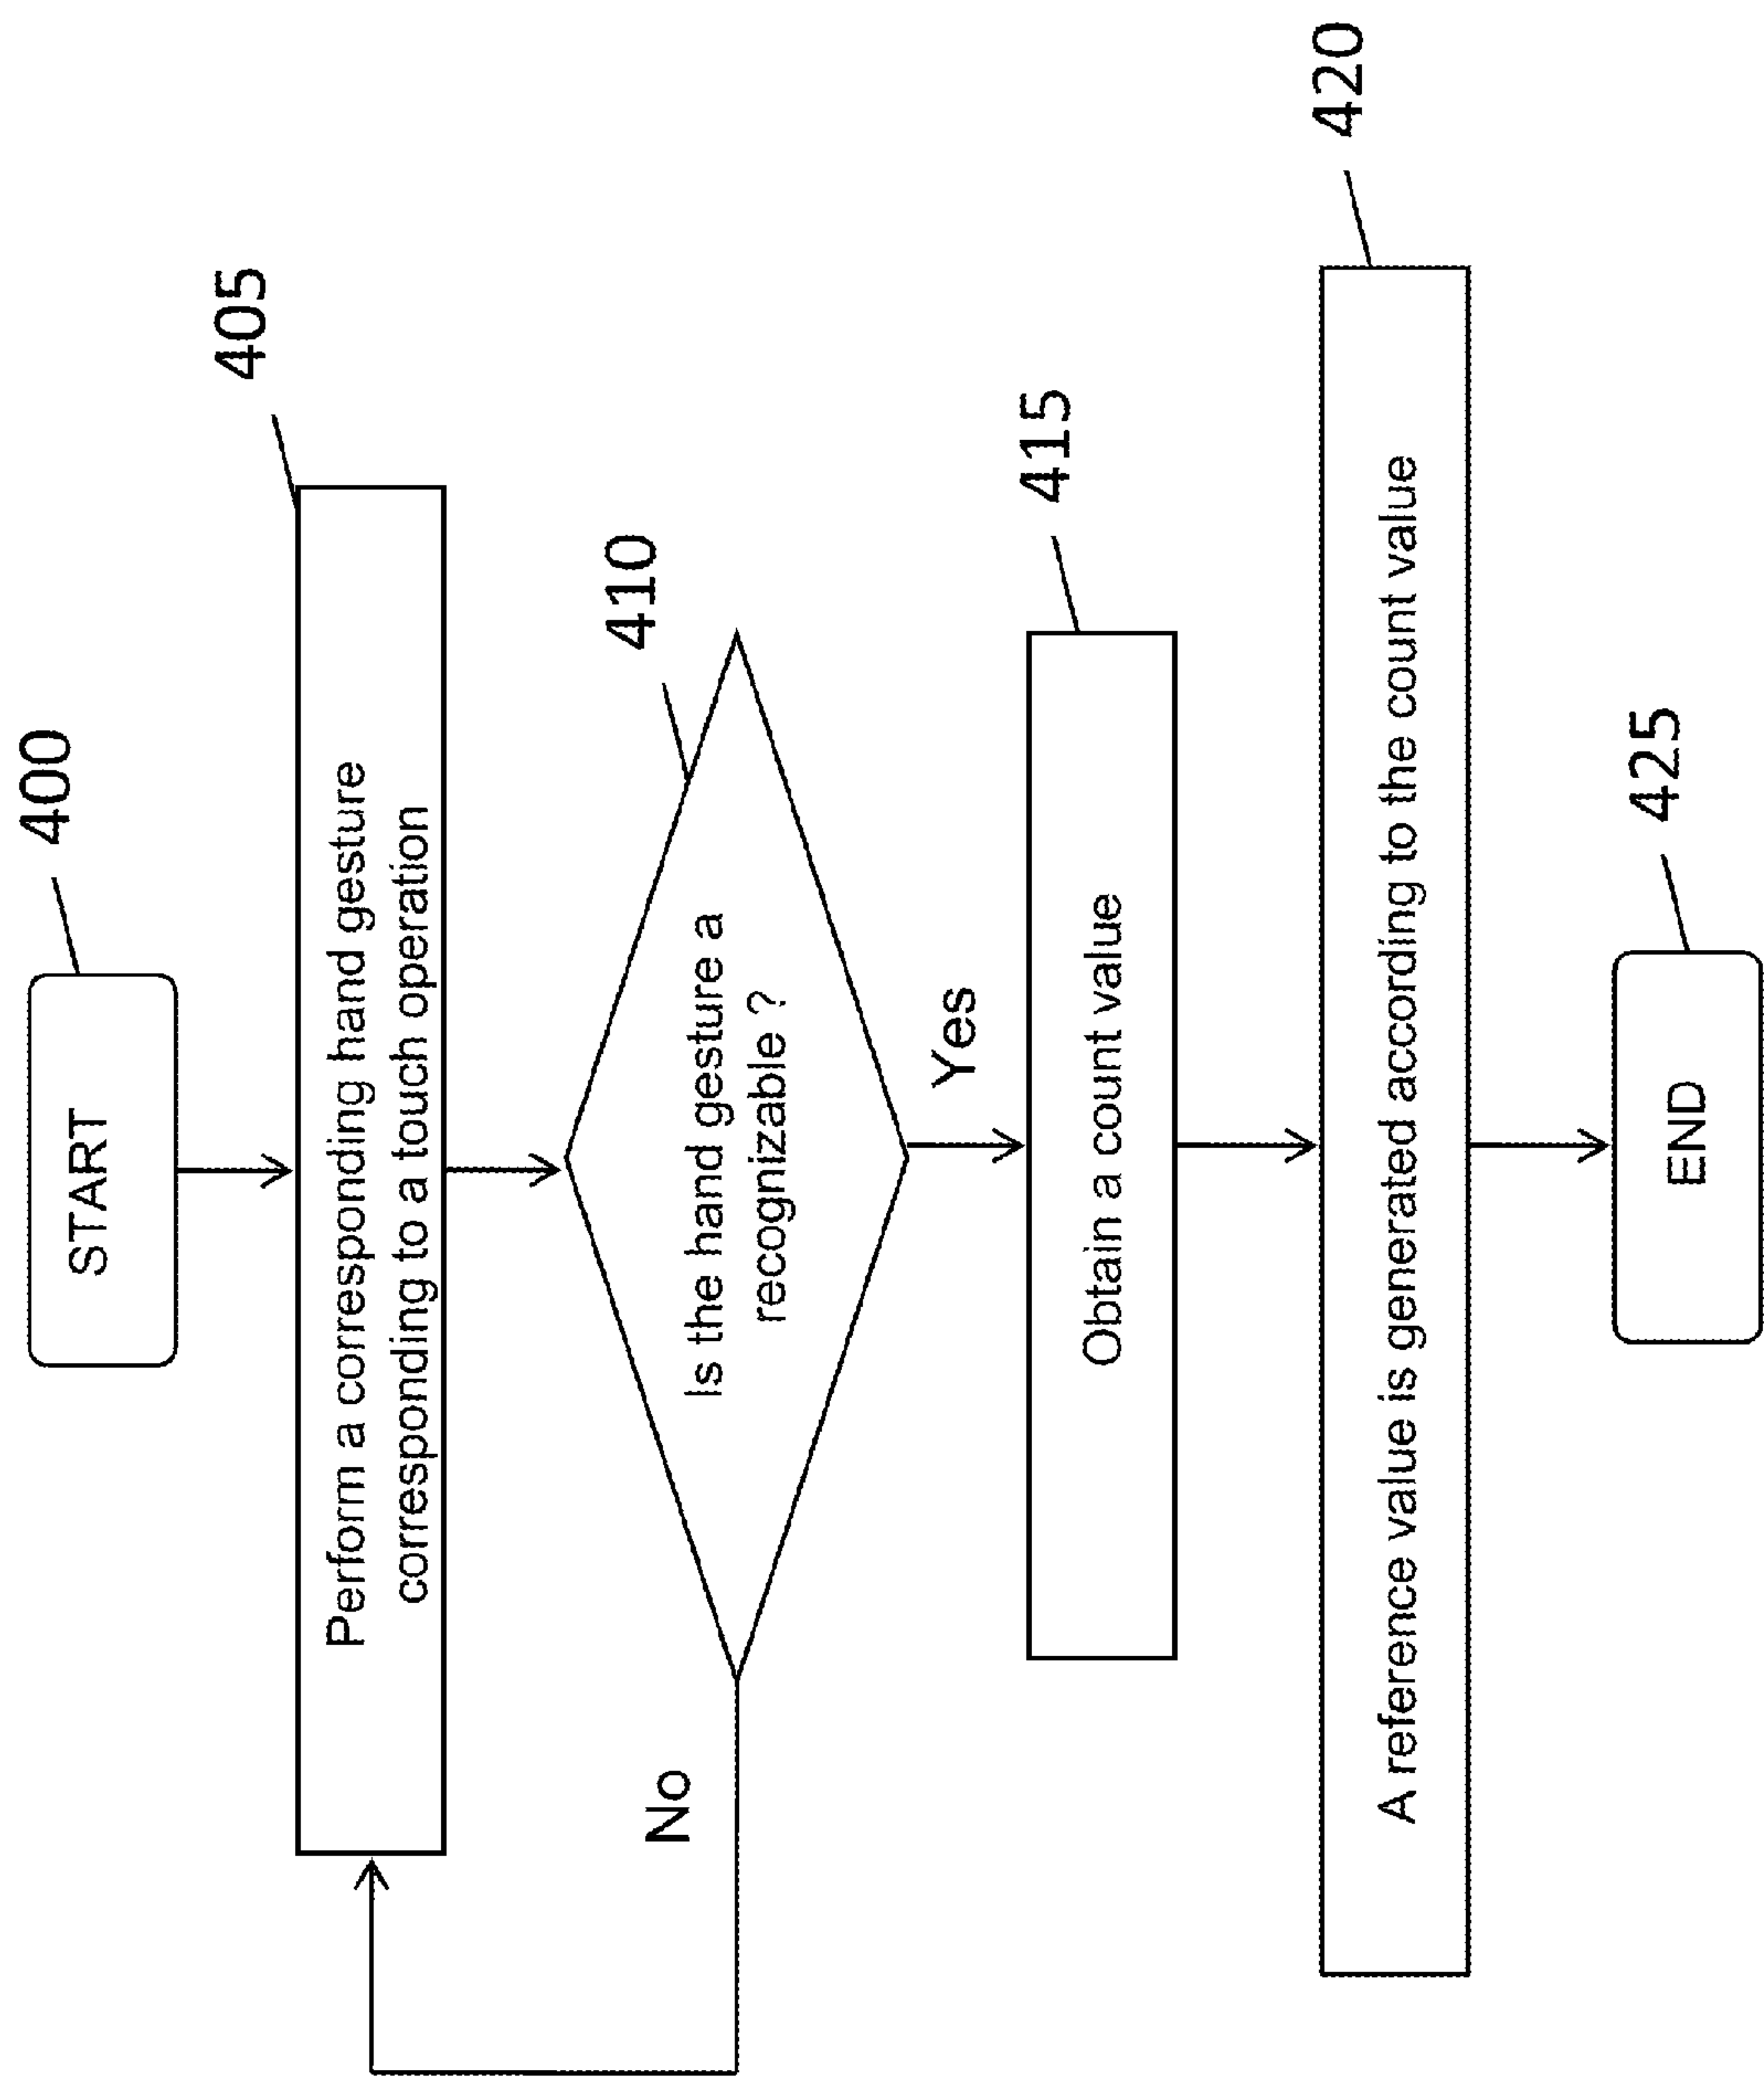 400
START
405
Perform a corresponding hand gesture
corresponding to a touch operation
410
Is the hand gesture a
recognizable ?
No
Yes
415
Obtain a count value
420
A reference value is generated according to the count value
425
END